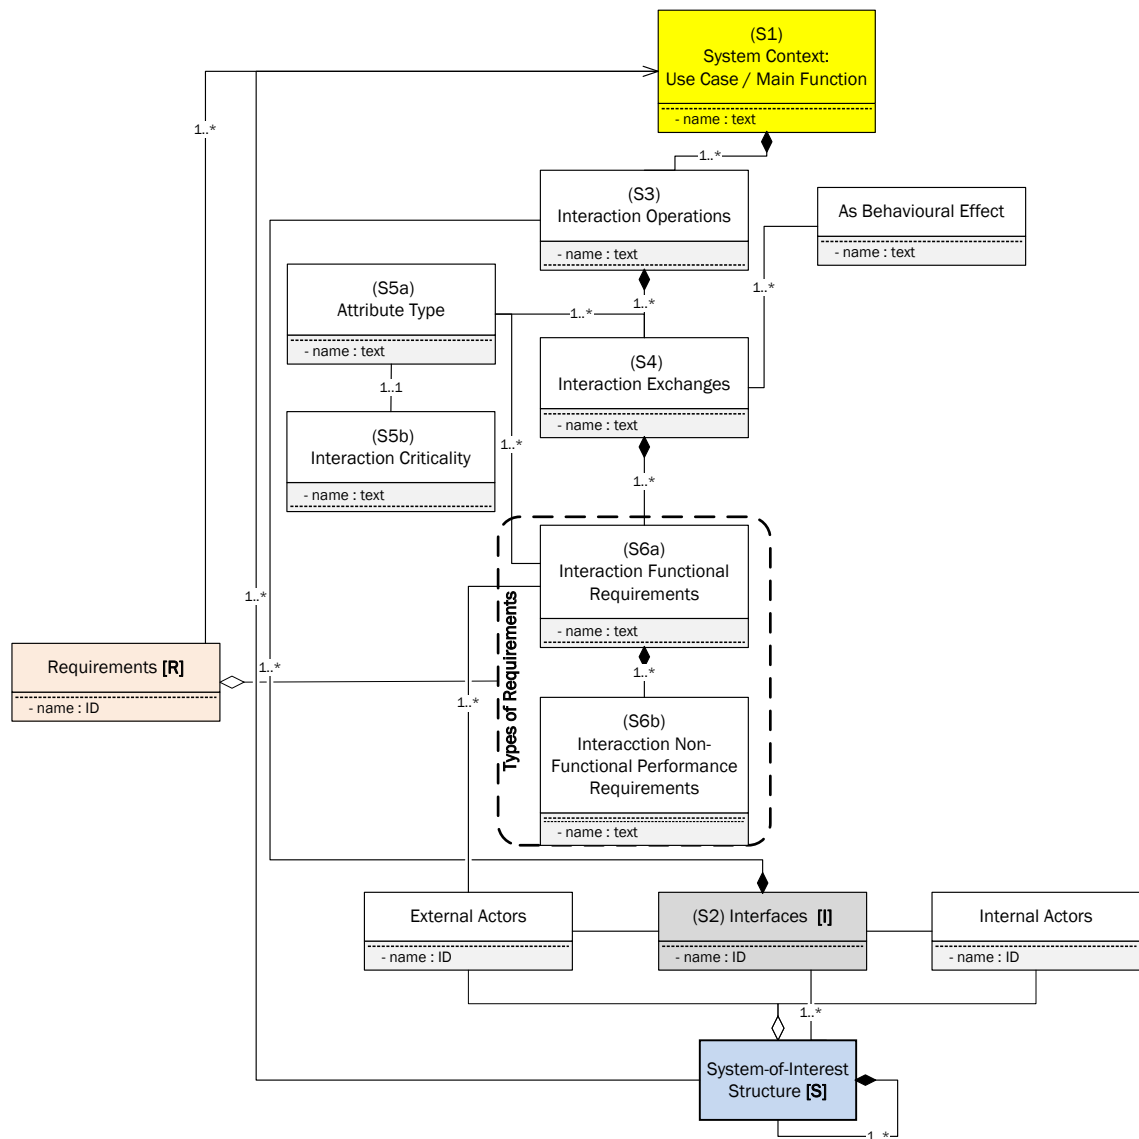 (S1)
System Context:
Use Case / Main Function
- name : text
1..*
1..*
(S3)
Interaction Operations
- name : text
As Behavioural Effect
- name : text
(S5a)
Attribute Type
- name : text
1..*
1..*
1..*
(S4)
Interaction Exchanges
- name : text
1..1
(S5b)
Interaction Criticality
- name : text
1..*
1..*
(S6a)
Interaction Functional
Requirements
- name : text
Types of Requirements
1..*
Requirements [R]
- name : ID
1..*
1..*
1..*
(S6b)
Interacction Non-
Functional Performance
Requirements
- name : text
External Actors
- name : ID
(S2) Interfaces [I]
- name : ID
Internal Actors
- name : ID
1..*
System-of-Interest
Structure [S]
1..*